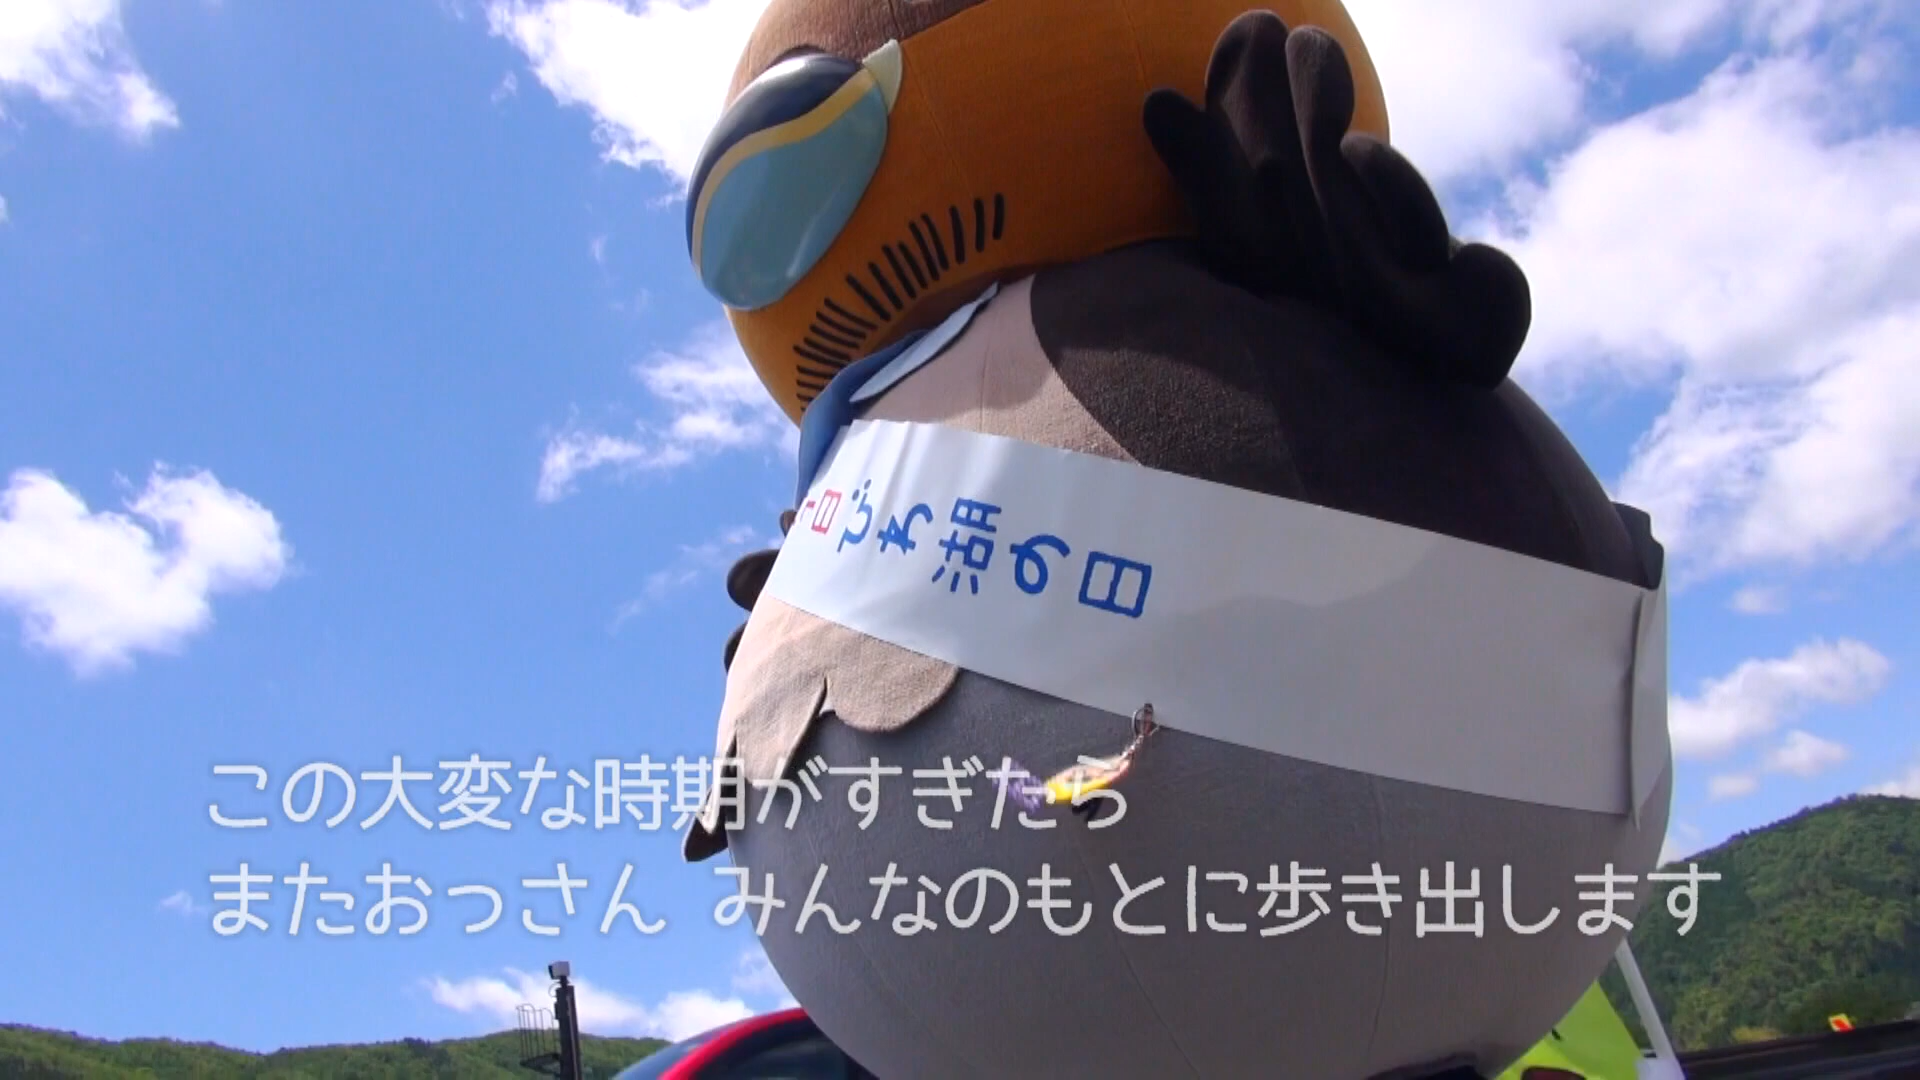 日びわ湖の日
この大変な時期がすぎたら
またおっさん みんなのもとに歩き出します